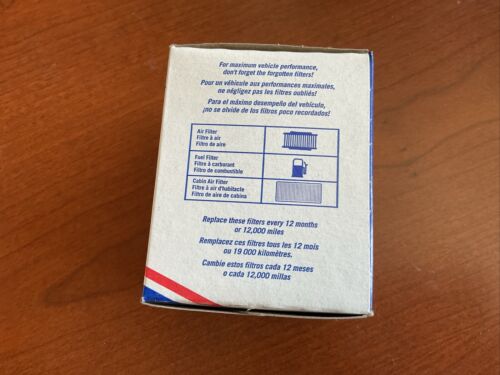 For maximum vehicle performance,
don't forget the forgotten filters!
Pour un véhicule aux performances maximales,
ne négligez pas les filtres oubliés!
Para el máximo desempeño del vehículo,
¡no se olvide de los filtros poco recordados!
Air Filter
Filtre à air
Filtro de aire
Fuel Filter
Filtre à carburant
Filtro de combustible
Cabin Air Filter
Filtre à air d'habitacle
Filtro de aire de cabina
Replace these filters every 12 months
or 12,000 miles
Remplacez ces filtres tous les 12 mois
ou 19 000 kilomètres.
Cambie estos filtros cada 12 meses
o cada 12,000 millas